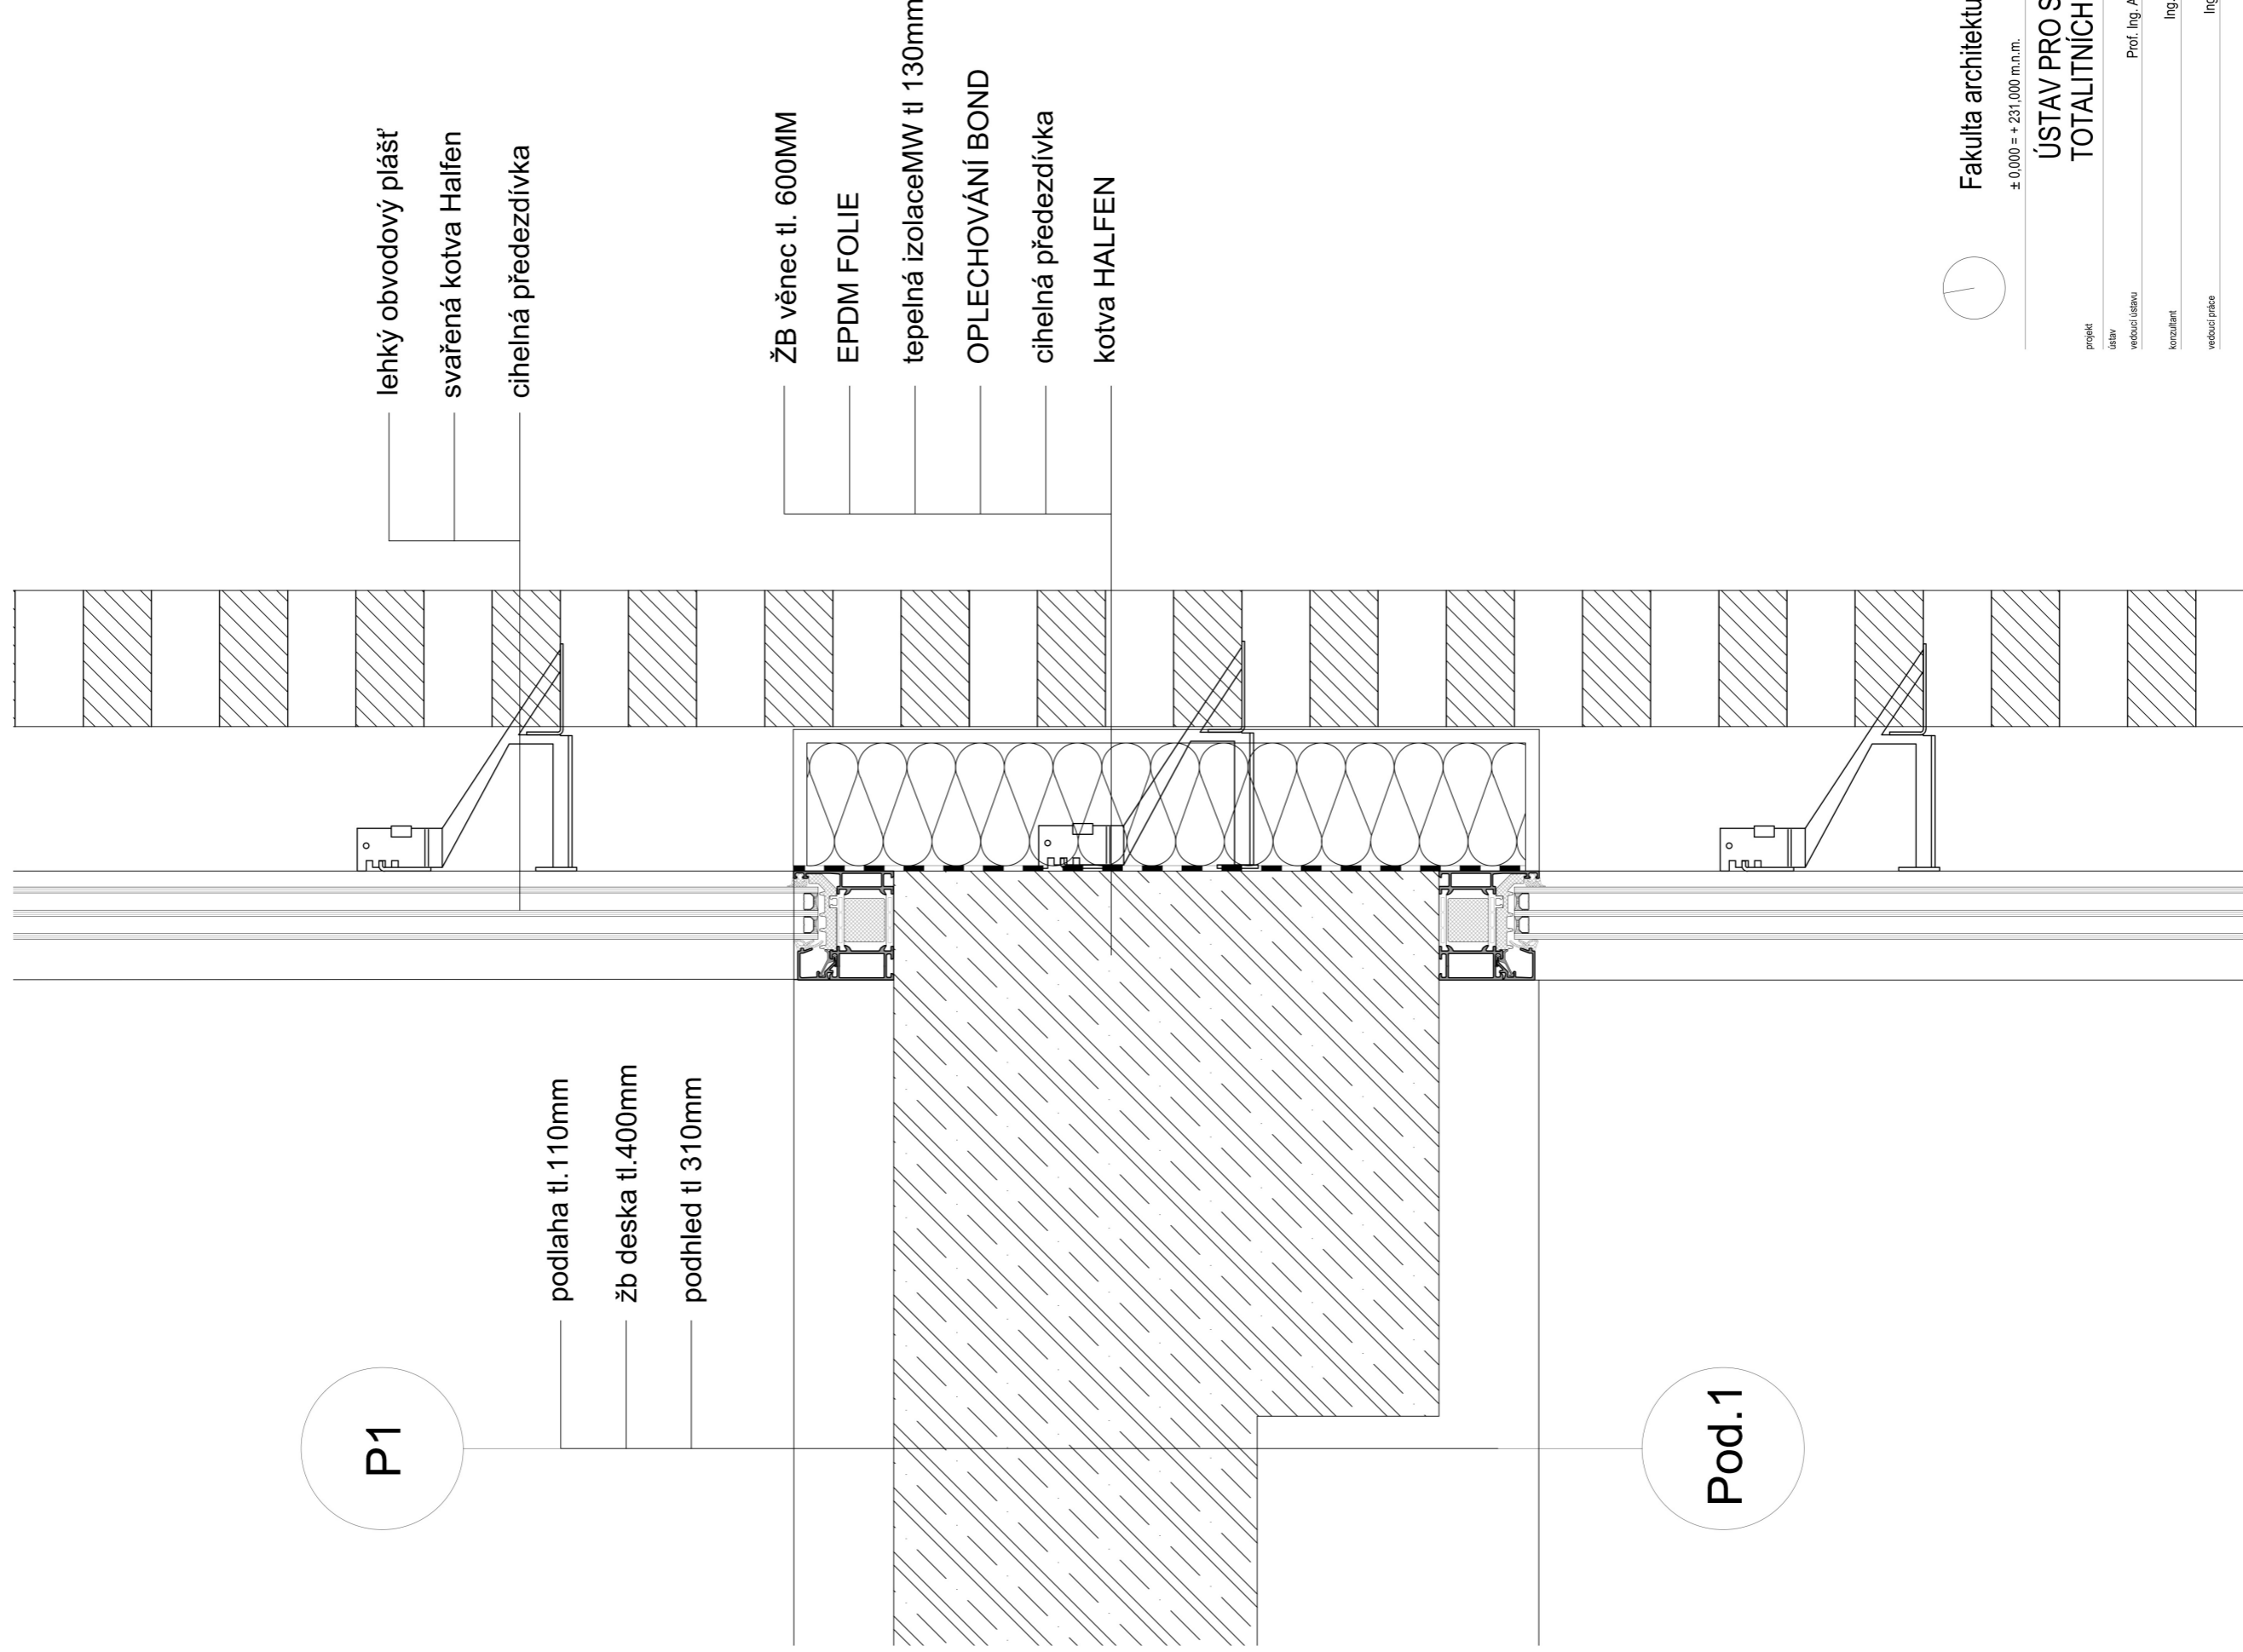 lehký obvodový plášť
svařená kotva Halfen
cihelná předezdívka
ŽB věnec tl. 600MM
EPDM FOLIE
tepelná izolaceMW tl 130mm
OPLECHOVÁNÍ BOND
cihelná předezdívka
kotva HALFEN
P1
podlaha tl.110mm
žb deska tl.400mm
podhled tl 310mm
Pod.1
Fakulta architektu
± 0,000 = + 231,000 m.n.m.
ÚSTAV PRO S
TOTALITNÍCH
projekt
ústav
vedoucí ústavu Prof. Ing. A
konzultant Ing.
vedoucí práce Ing